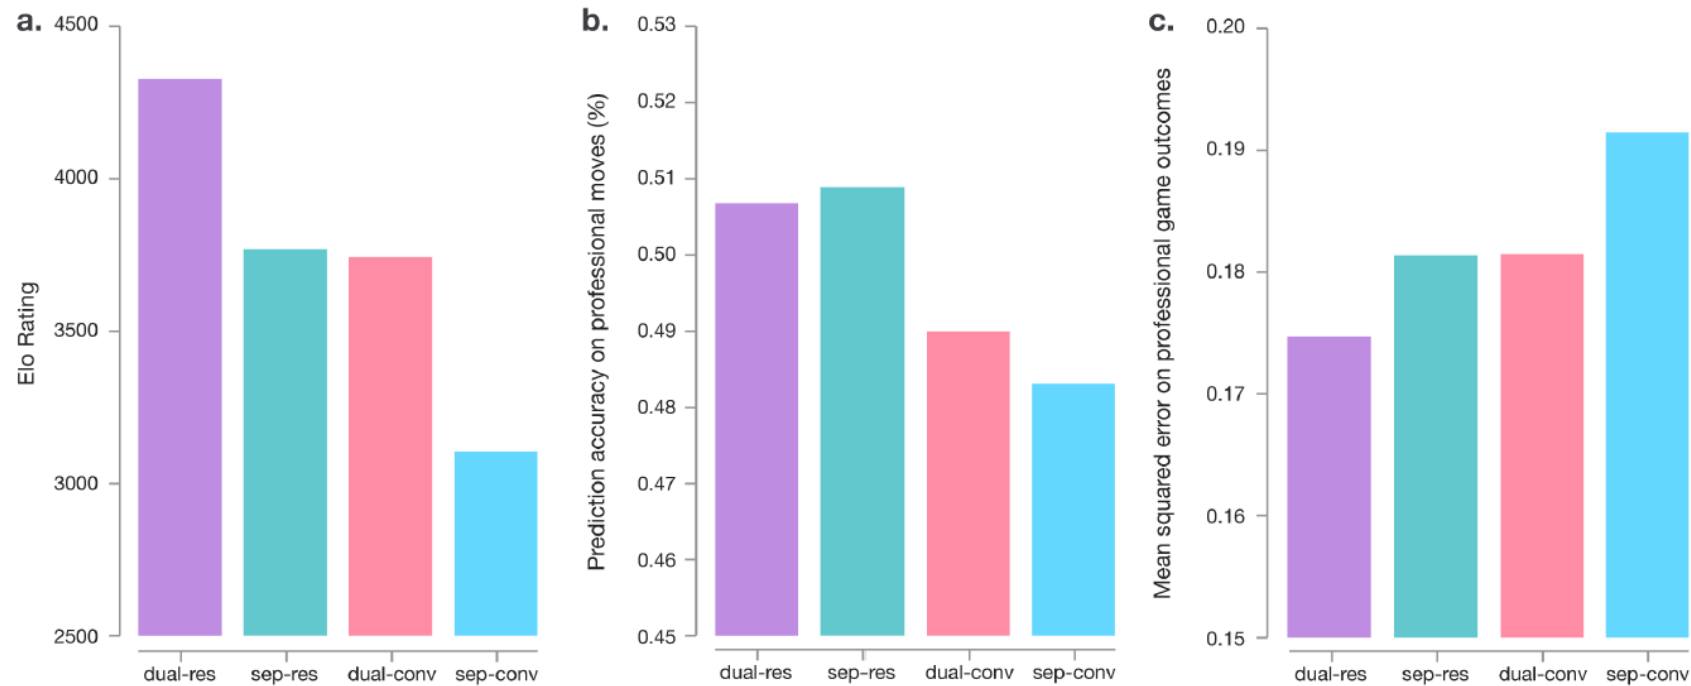 a.
Elo Rating
4500
4000
3500
3000
2500
dual-res sep-res dual-conv sep-conv
b.
Prediction accuracy on professional moves (%)
0.53
0.52
0.51
0.50
0.49
0.48
0.47
0.46
0.45
dual-res sep-res dual-conv sep-conv
c.
Mean squared error on professional game outcomes
0.20
0.19
0.18
0.17
0.16
0.15
dual-res sep-res dual-conv sep-conv